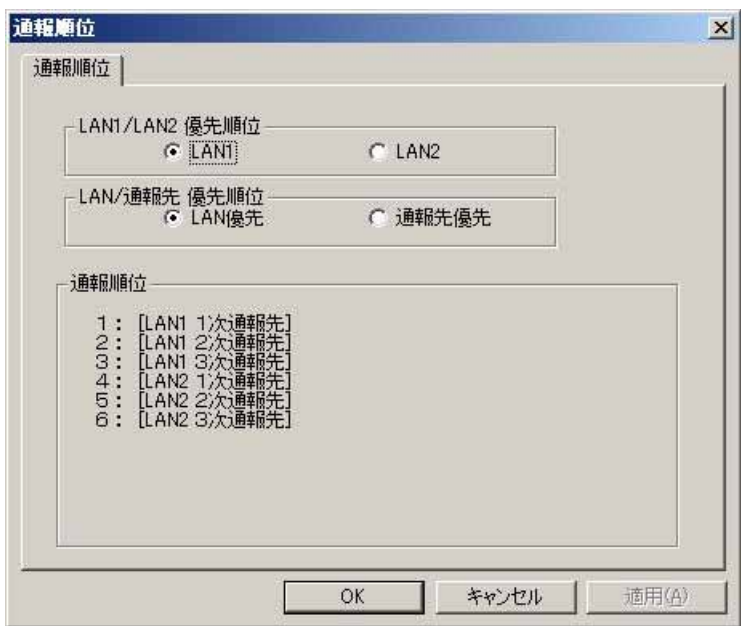 通報順位
通報順位
LAN1/LAN2 優先順位
LAN1 LAN2
LAN/通報先 優先順位
LAN優先 通報先優先
通報順位
1： [LAN1 1次通報先]
2： [LAN1 2次通報先]
3： [LAN1 3次通報先]
4： [LAN2 1次通報先]
5： [LAN2 2次通報先]
6： [LAN2 3次通報先]
OK キャンセル 適用(A)